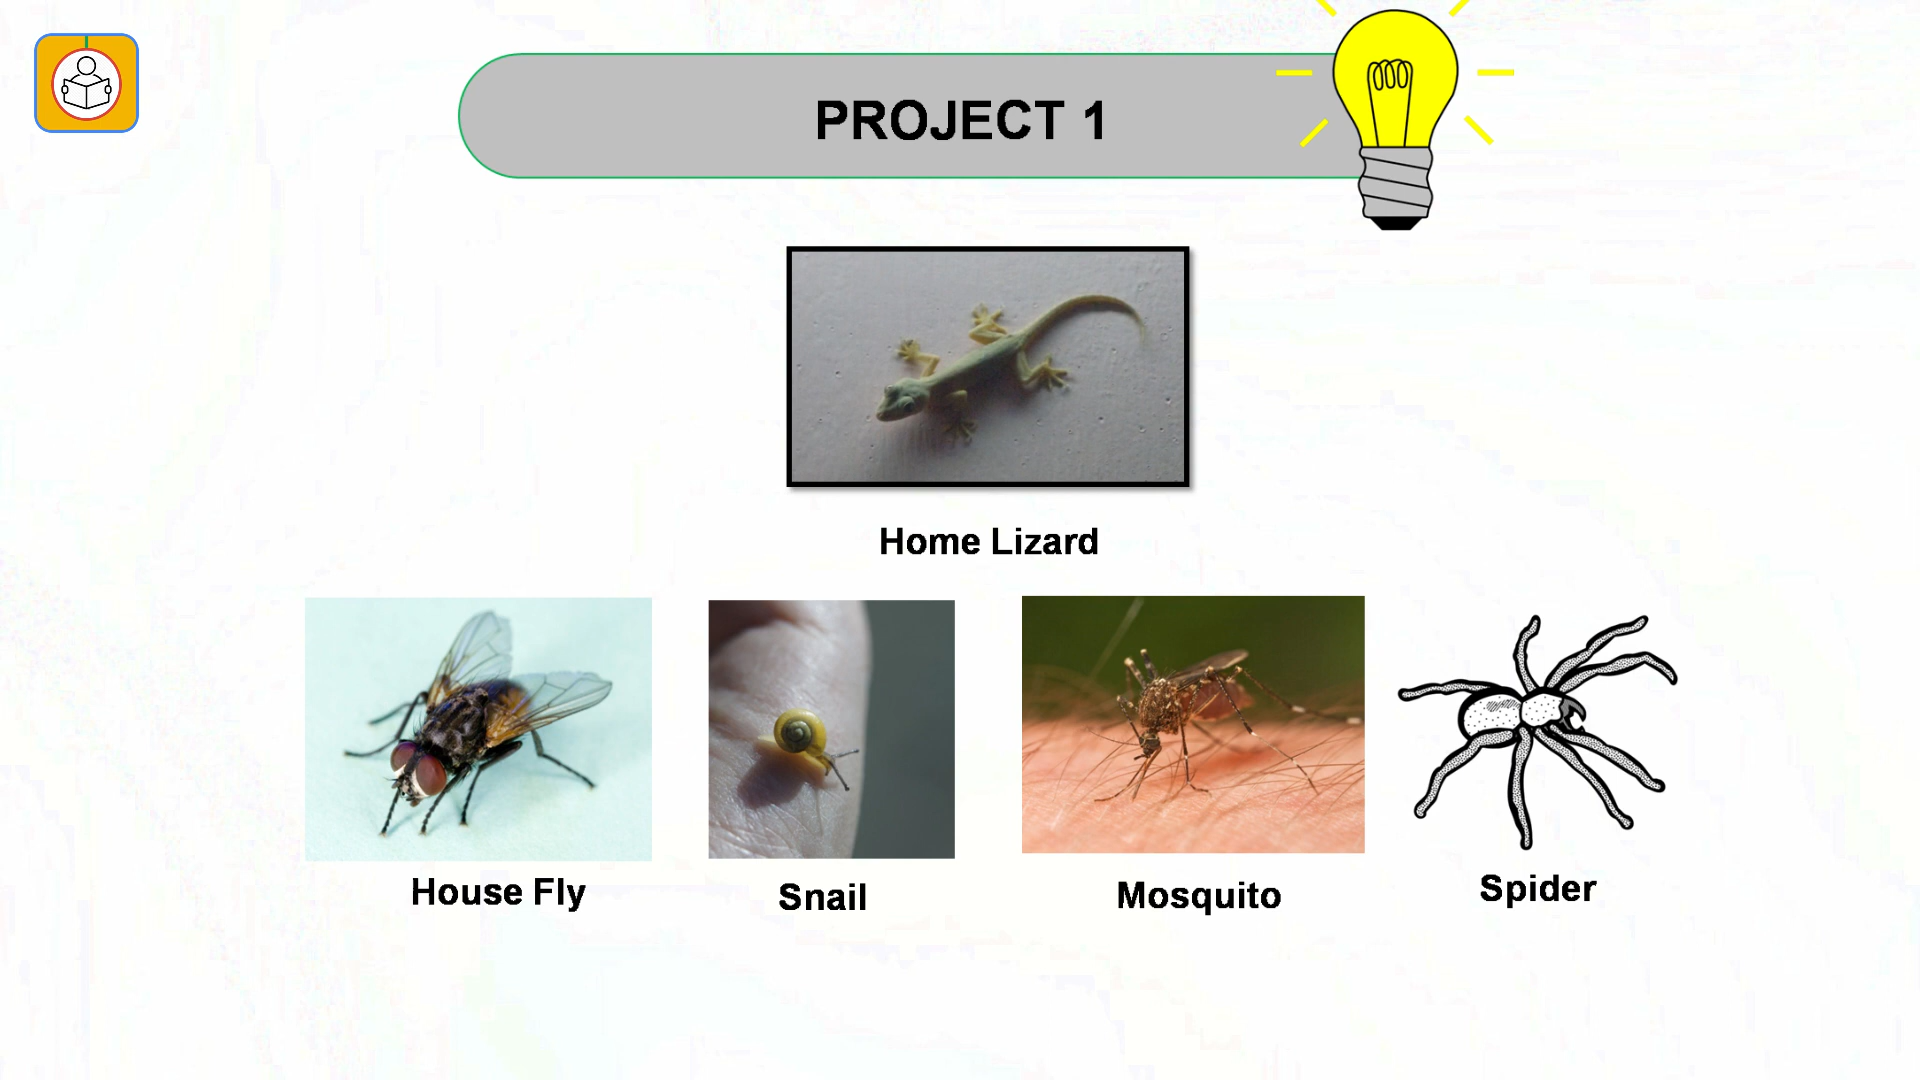 PROJECT 1
Home Lizard
House Fly
Snail
Mosquito
Spider